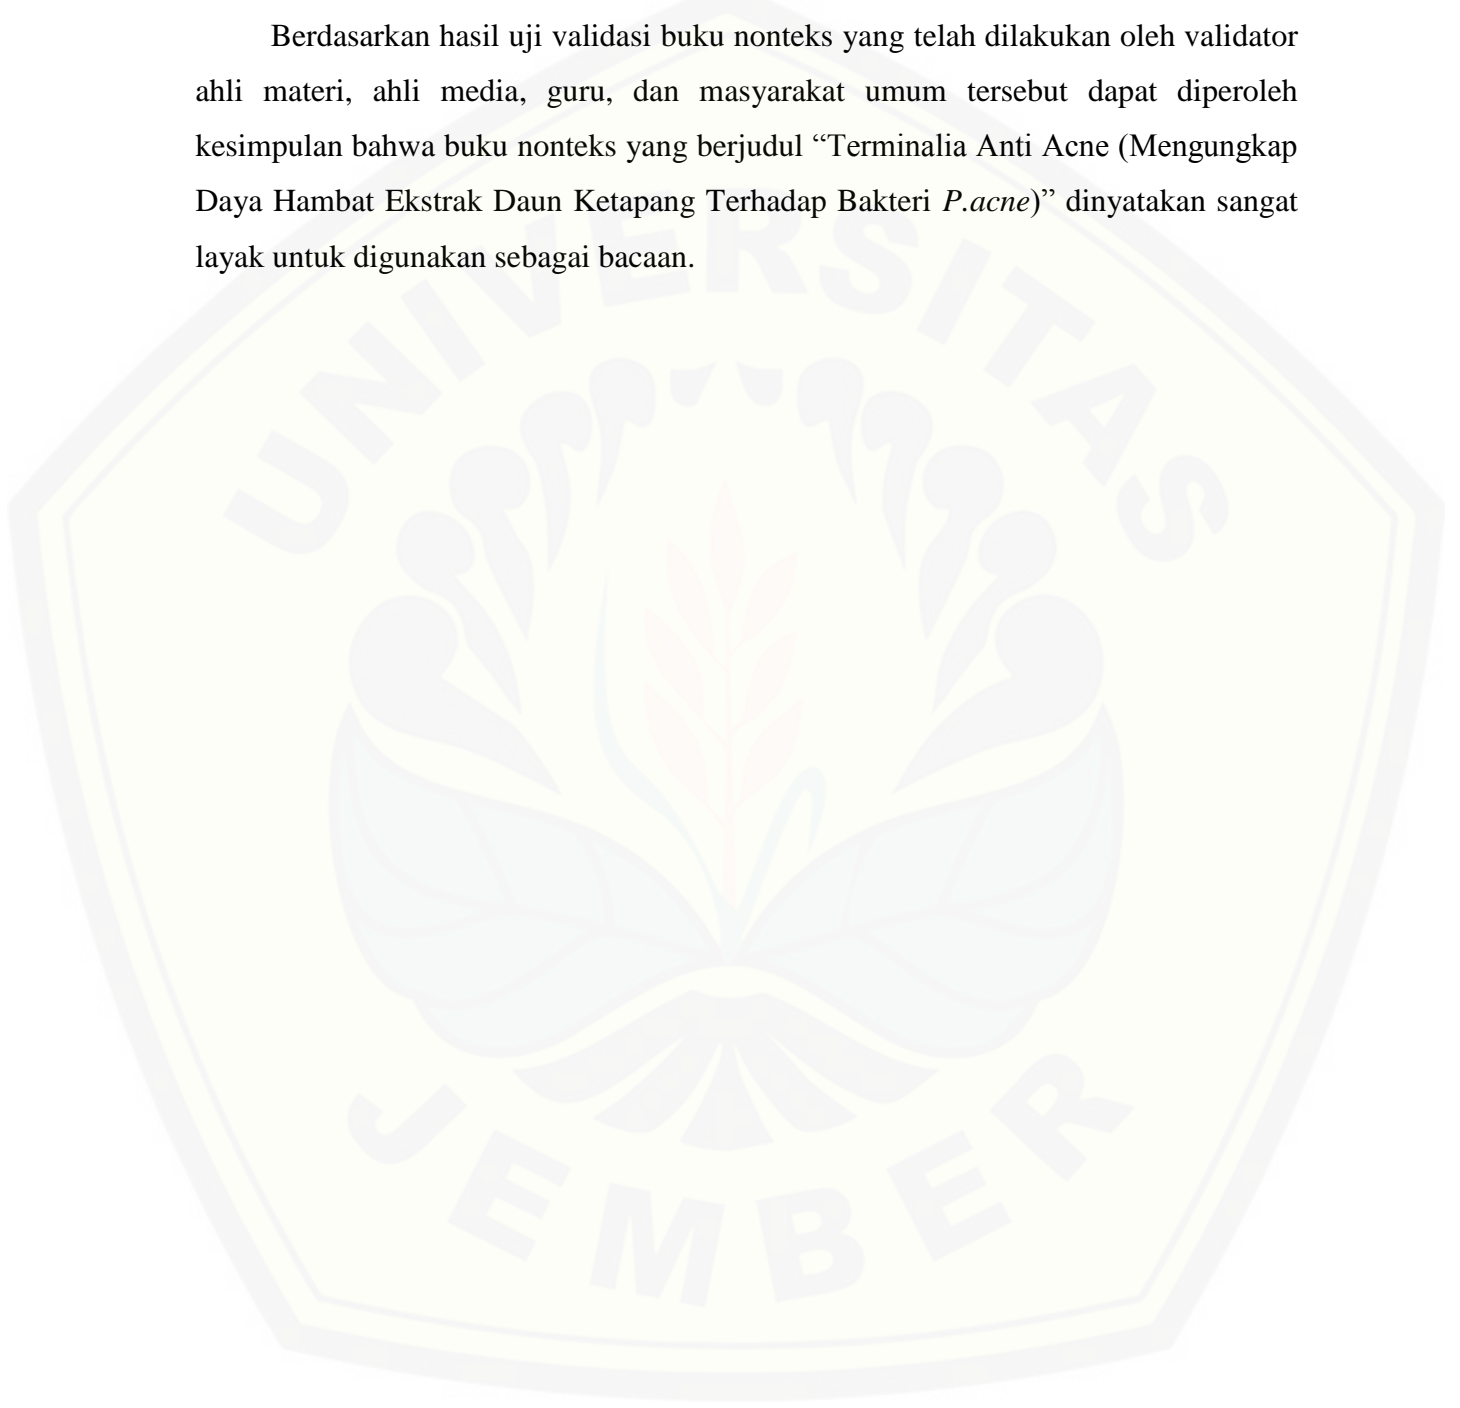 Berdasarkan hasil uji validasi buku nonteks yang telah dilakukan oleh validator
ahli materi, ahli media, guru, dan masyarakat umum tersebut dapat diperoleh
kesimpulan bahwa buku nonteks yang berjudul “Terminalia Anti Acne (Mengungkap
Daya Hambat Ekstrak Daun Ketapang Terhadap Bakteri P.acne)” dinyatakan sangat
layak untuk digunakan sebagai bacaan.
UNIVERSITAS
JEMBER